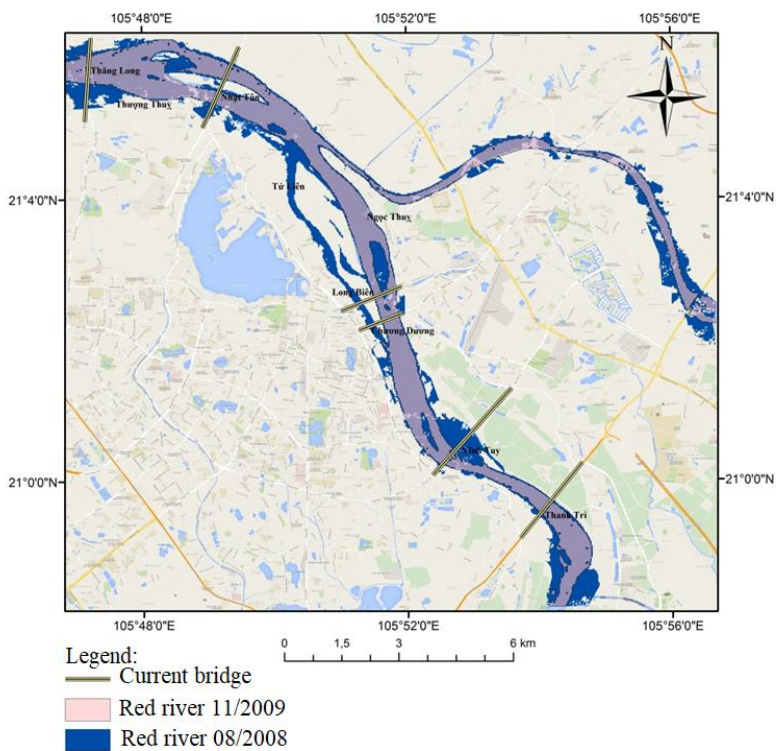 105°48'0"E 105°52'0"E 105°56'0"E
N
Thăng Long
Nhật Tân
Thượng Thuỵ
Tứ Liên
21°4'0"N 21°4'0"N
Ngọc Thuỵ
Long Biên
Chương Dương
Vĩnh Tuy
21°0'0"N 21°0'0"N
Thanh Trì
105°48'0"E 105°52'0"E 105°56'0"E
0 1,5 3 6 km
Legend:
Current bridge
Red river 11/2009
Red river 08/2008